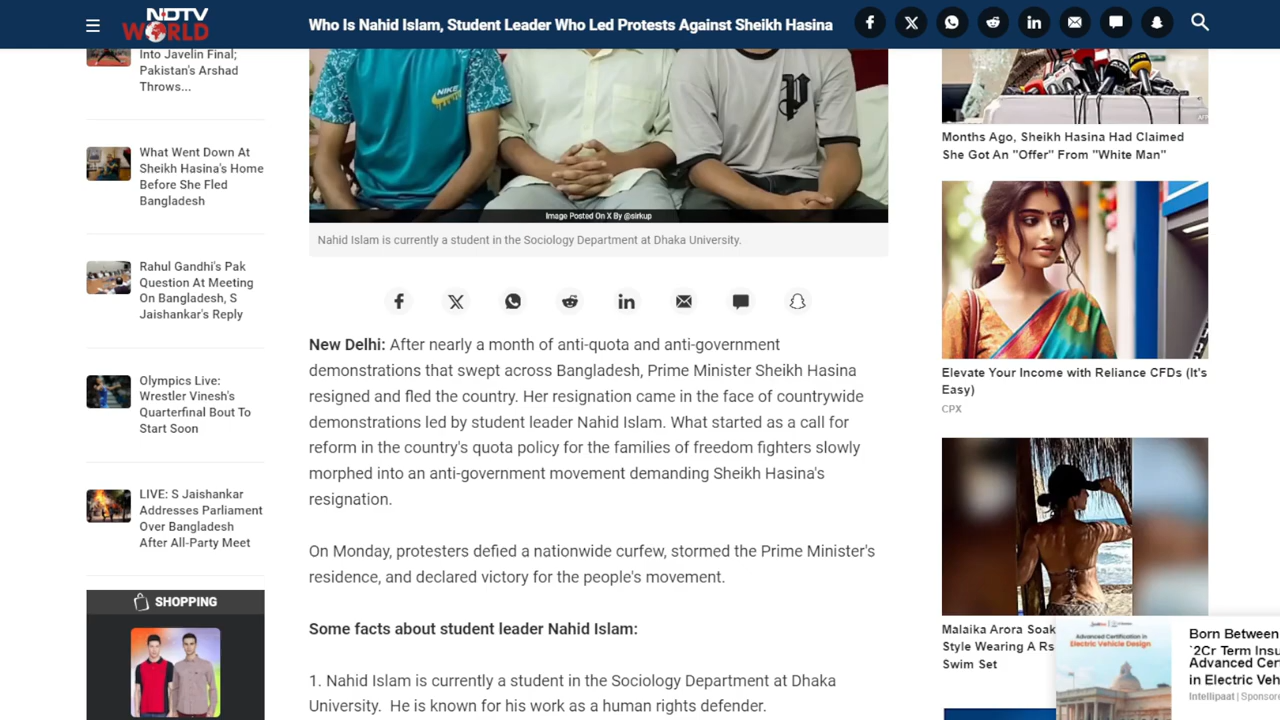 NDTV
WORLD
Who Is Nahid Islam, Student Leader Who Led Protests Against Sheikh Hasina
Into Javelin Final;
Pakistan's Arshad
Throws...
What Went Down At
Sheikh Hasina's Home
Before She Fled
Bangladesh
Rahul Gandhi's Pak
Question At Meeting
On Bangladesh, S
Jaishankar's Reply
Olympics Live:
Wrestler Vinesh's
Quarterfinal Bout To
Start Soon
LIVE: S Jaishankar
Addresses Parliament
Over Bangladesh
After All-Party Meet
SHOPPING
NIKE
P
Image Posted On X By @sirkup
Nahid Islam is currently a student in the Sociology Department at Dhaka University.
New Delhi: After nearly a month of anti-quota and anti-government
demonstrations that swept across Bangladesh, Prime Minister Sheikh Hasina
resigned and fled the country. Her resignation came in the face of countrywide
demonstrations led by student leader Nahid Islam. What started as a call for
reform in the country's quota policy for the families of freedom fighters slowly
morphed into an anti-government movement demanding Sheikh Hasina's
resignation.
On Monday, protesters defied a nationwide curfew, stormed the Prime Minister's
residence, and declared victory for the people's movement.
Some facts about student leader Nahid Islam:
1. Nahid Islam is currently a student in the Sociology Department at Dhaka
University. He is known for his work as a human rights defender.
Months Ago, Sheikh Hasina Had Claimed
She Got An "Offer" From "White Man"
Elevate Your Income with Reliance CFDs (It's
Easy)
CPX
Malaika Arora Soak
Style Wearing A Rs
Swim Set
Advanced Certification in
Electric Vehicle Design
Born Between
`2Cr Term Insu
Advanced Cer
in Electric Veh
Intellipaat | Sponsore